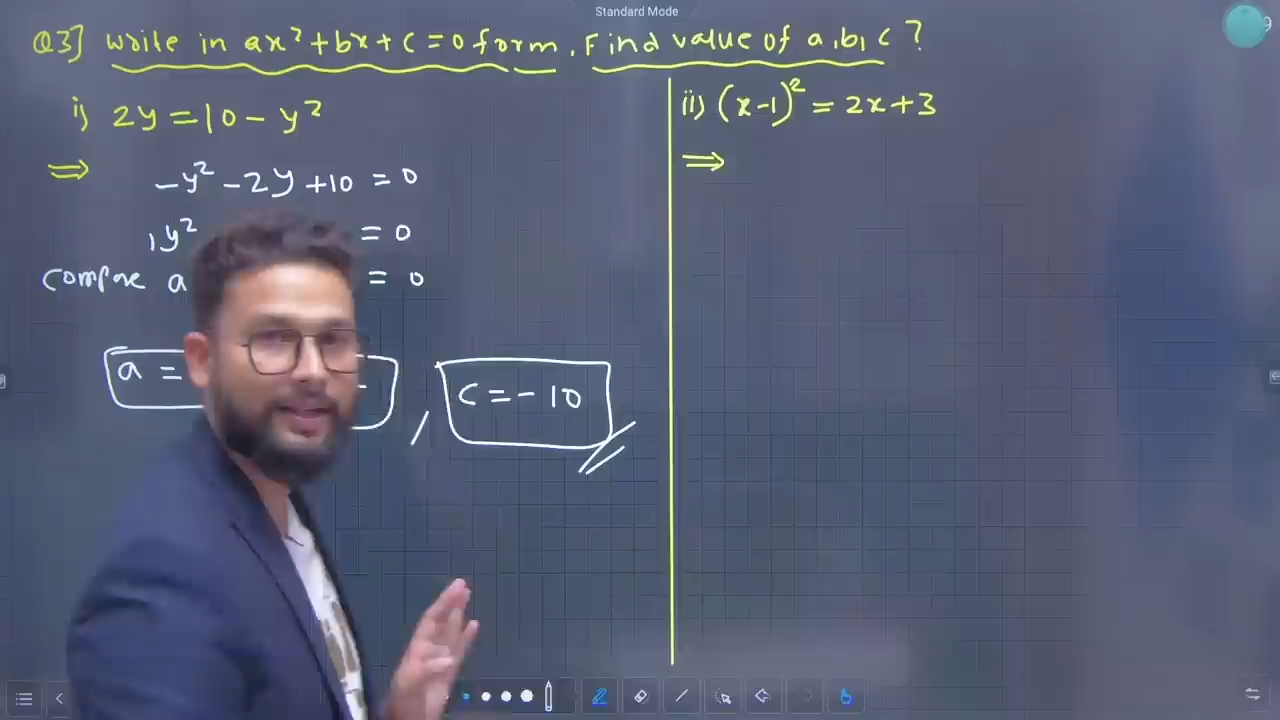 Standard Mode
9
Q3] Write in ax²+bx+c=0 form. Find value of a,b, c?
i) 2y=10-y²
⇒ -y²-2y+10=0
1y² = 0
Compare a = 0
a =
, c=-10
ii) (x-1)² = 2x+3
⇒